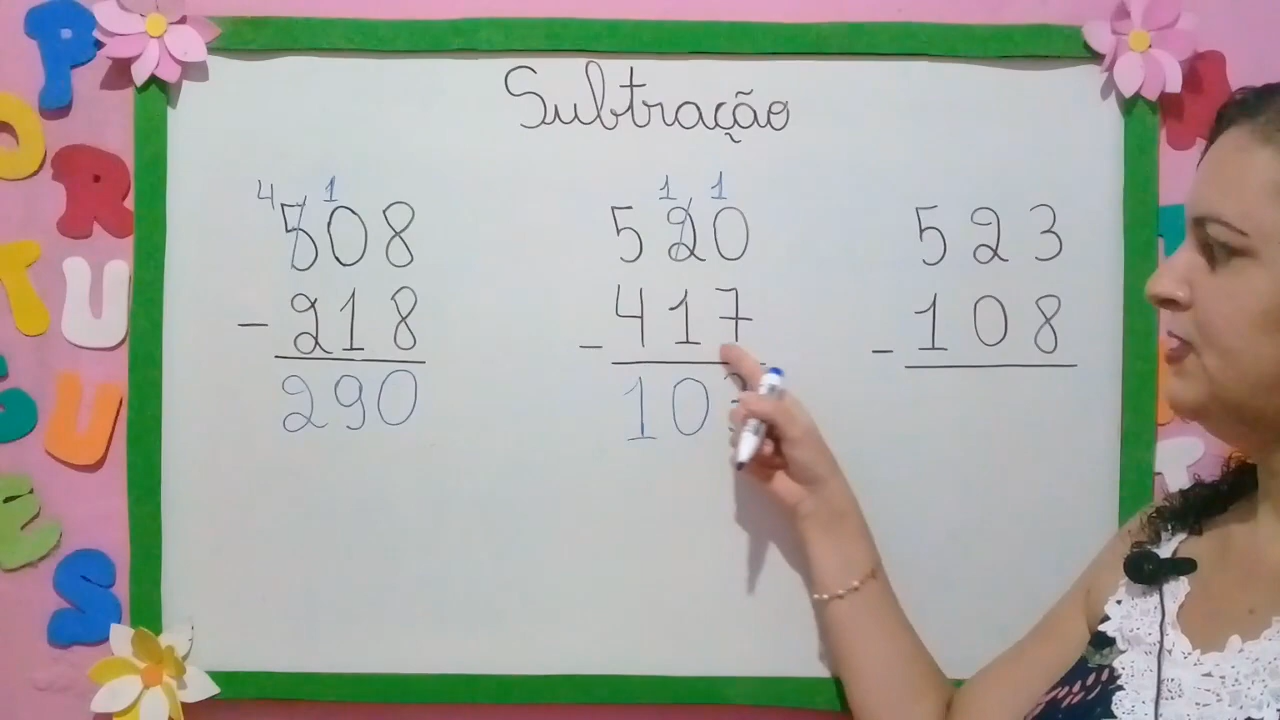 Subtração
4 1
508
- 218
290
1 1
520
- 417
10
523
- 108
P
O
R
T U
G U
E
S